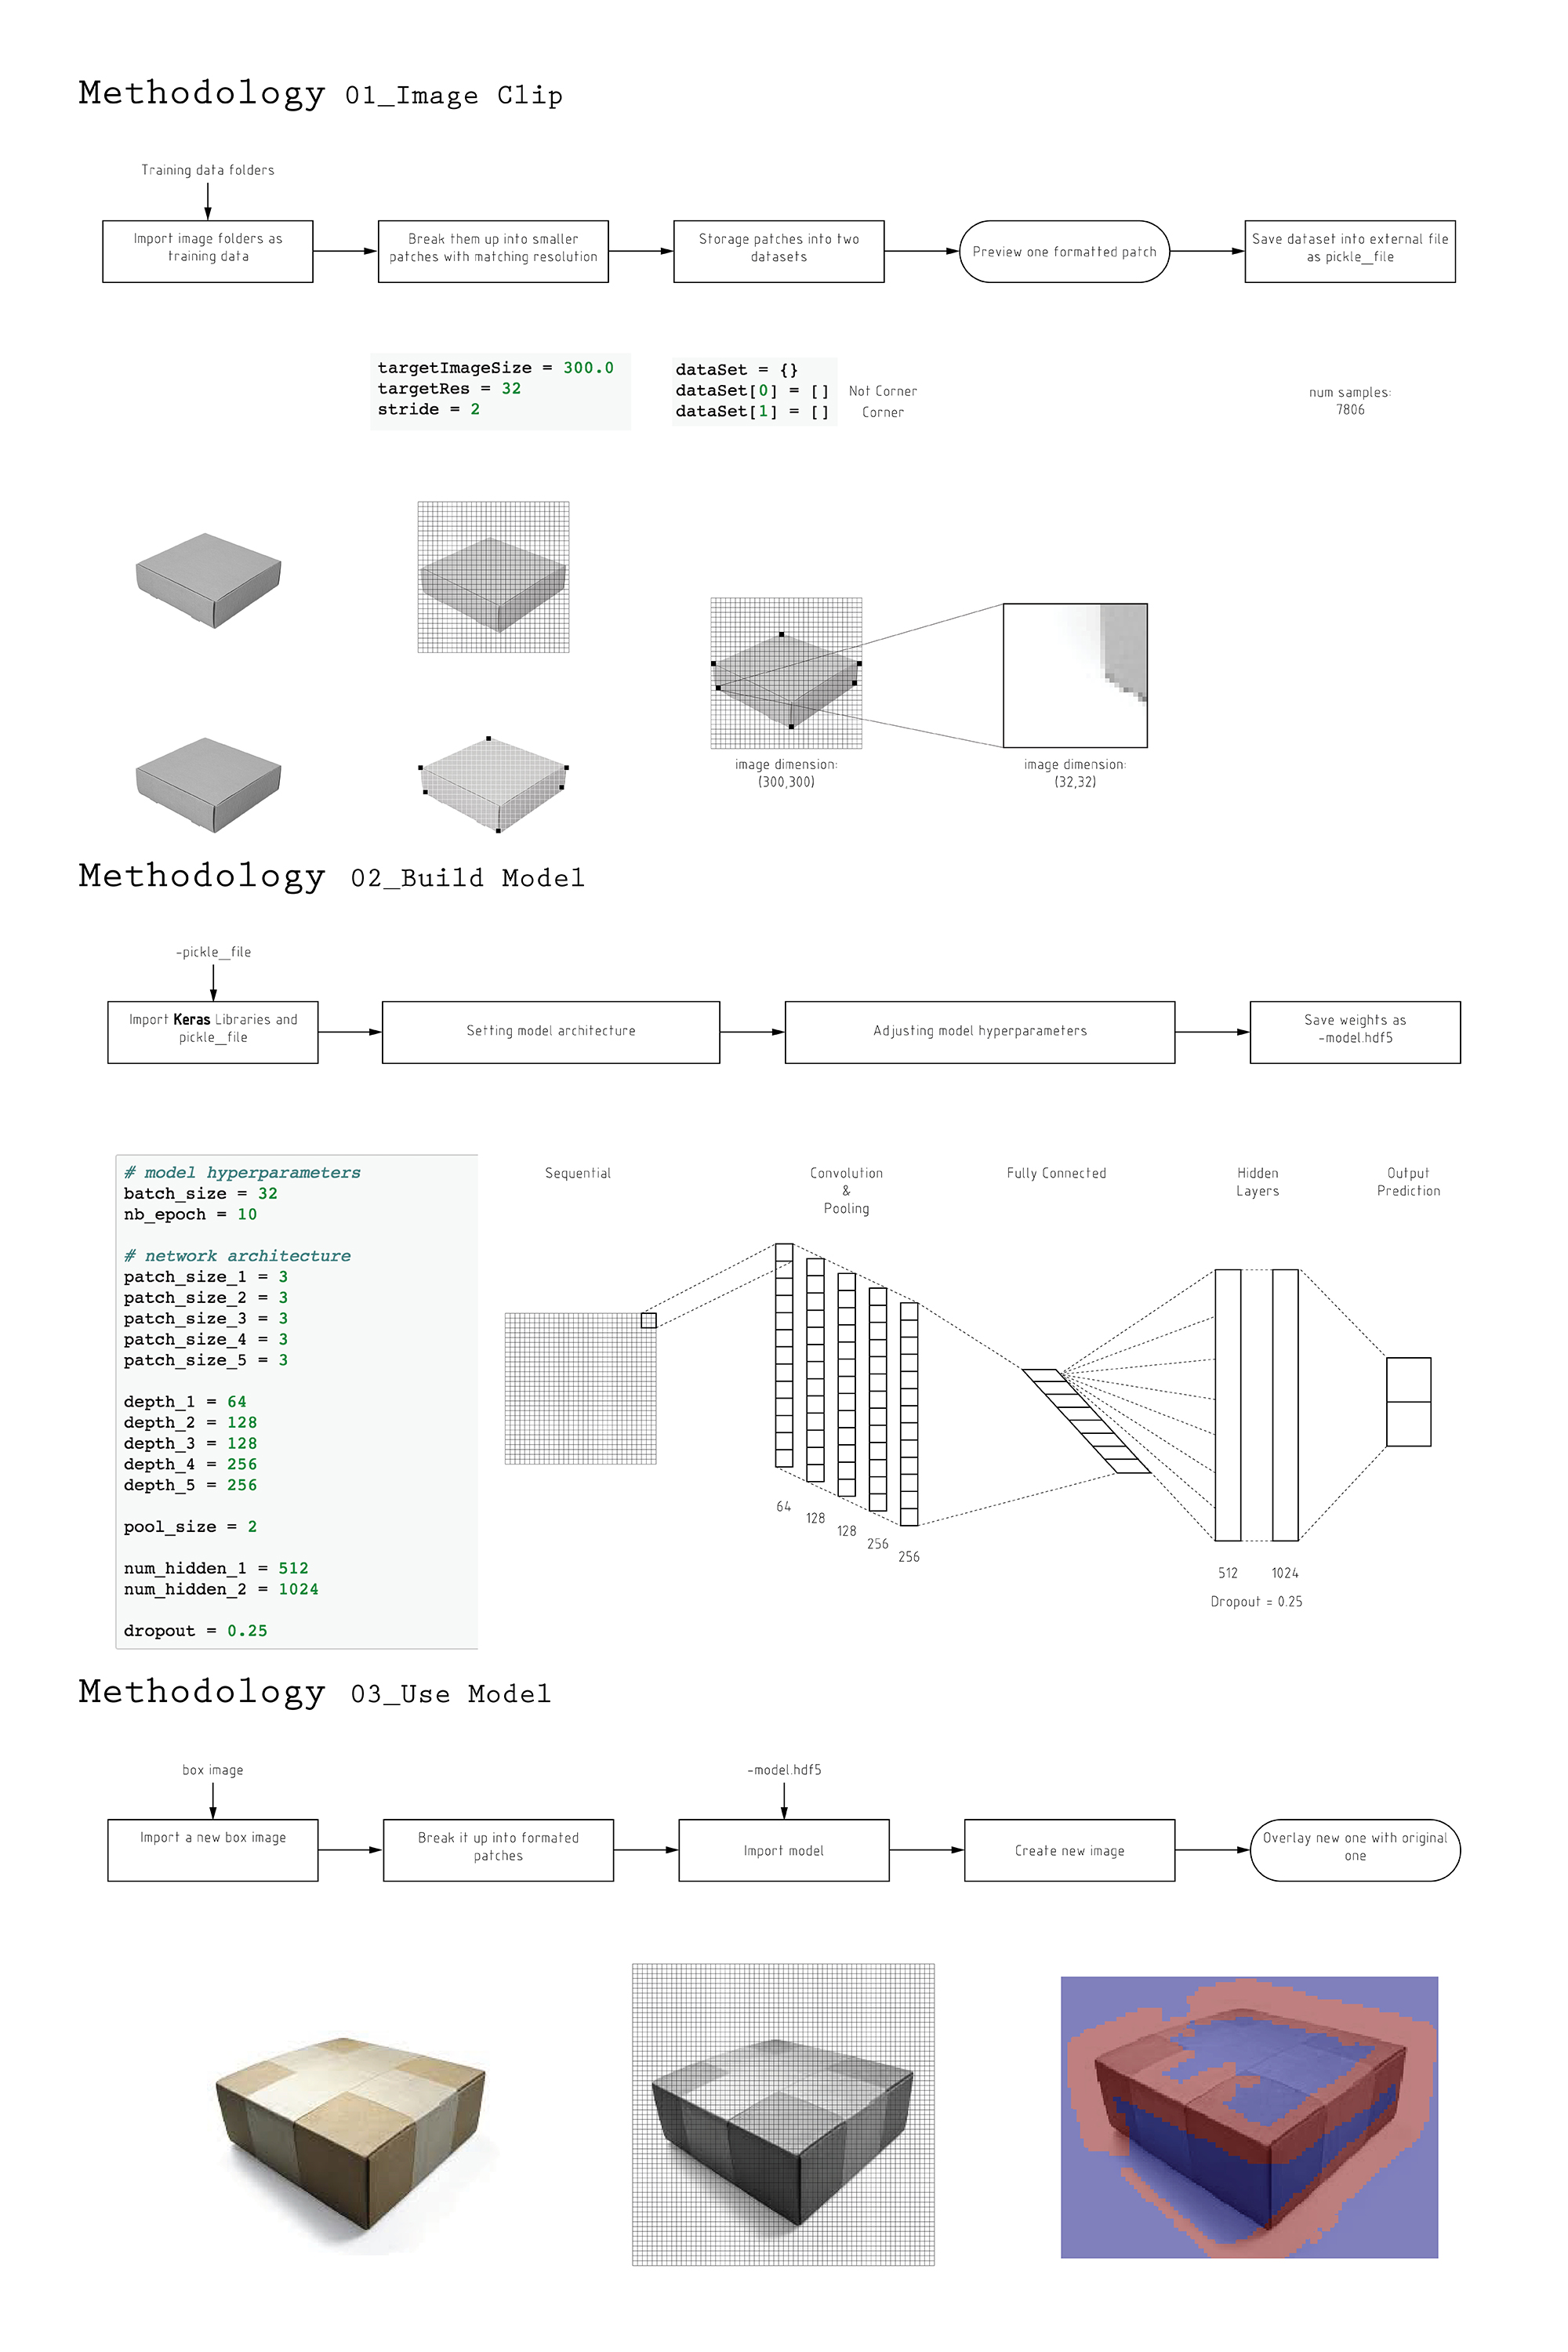 Methodology 01_Image Clip
Training data folders
Import image folders as
training data
Break them up into smaller
patches with matching resolution
Storage patches into two
datasets
Preview one formatted patch
Save dataset into external file
as pickle_file
targetImageSize = 300.0
targetRes = 32
stride = 2
dataSet = {}
dataSet[0] = [] Not Corner
dataSet[1] = [] Corner
num samples:
7806
image dimension:
(300,300)
image dimension:
(32,32)
Methodology 02_Build Model
-pickle_file
Import Keras Libraries and
pickle_file
Setting model architecture
Adjusting model hyperparameters
Save weights as
-model.hdf5
# model hyperparameters
batch_size = 32
nb_epoch = 10
# network architecture
patch_size_1 = 3
patch_size_2 = 3
patch_size_3 = 3
patch_size_4 = 3
patch_size_5 = 3
depth_1 = 64
depth_2 = 128
depth_3 = 128
depth_4 = 256
depth_5 = 256
pool_size = 2
num_hidden_1 = 512
num_hidden_2 = 1024
dropout = 0.25
Sequential
Convolution
&
Pooling
Fully Connected
Hidden
Layers
Output
Prediction
64
128
128
256
256
512
1024
Dropout = 0.25
Methodology 03_Use Model
box image
Import a new box image
Break it up into formated
patches
-model.hdf5
Import model
Create new image
Overlay new one with original
one